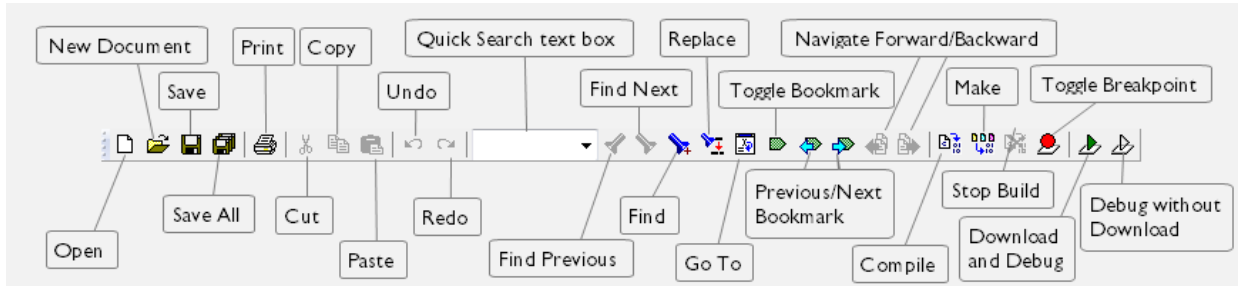 New Document
Print
Copy
Quick Search text box
Replace
Navigate Forward/Backward
Save
Undo
Find Next
Toggle Bookmark
Make
Toggle Breakpoint
Save All
Cut
Redo
Find
Previous/Next
Bookmark
Stop Build
Debug without
Download
Open
Paste
Find Previous
Go To
Compile
Download
and Debug